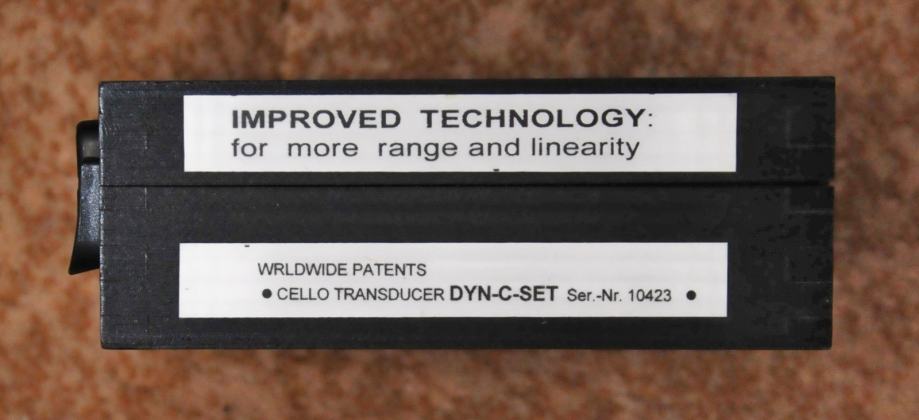 IMPROVED TECHNOLOGY:
for more range and linearity
WRLDWIDE PATENTS
● CELLO TRANSDUCER DYN-C-SET Ser.-Nr. 10423 ●